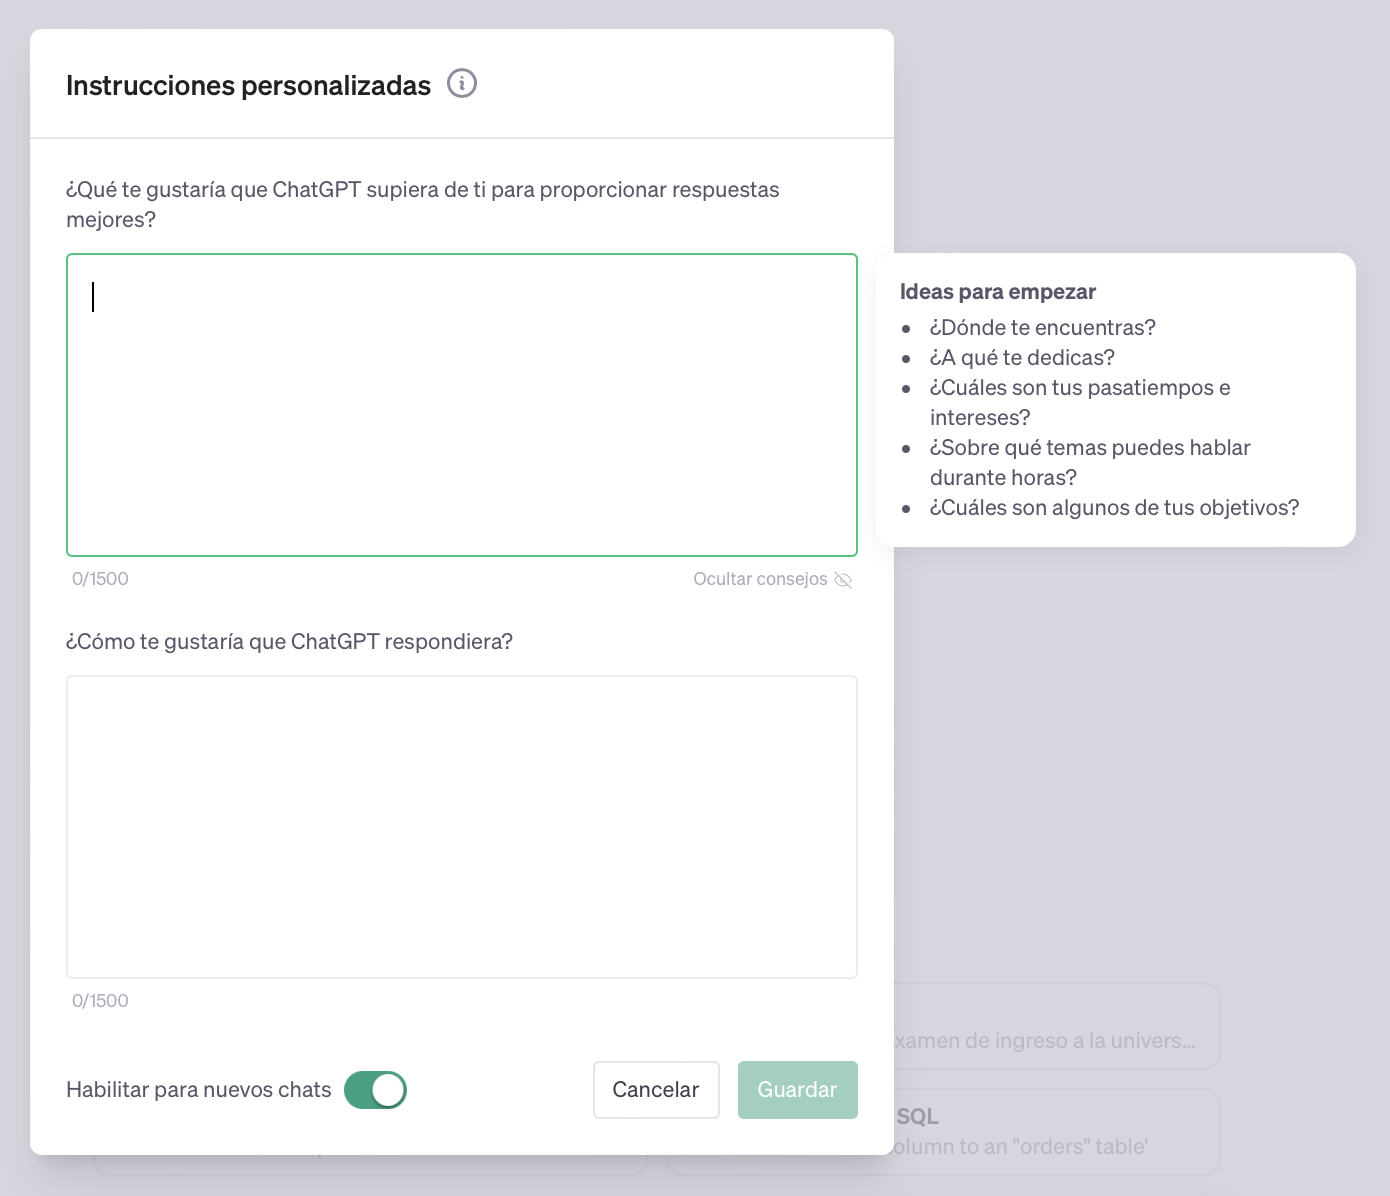 Instrucciones personalizadas
¿Qué te gustaría que ChatGPT supiera de ti para proporcionar respuestas
mejores?
Ideas para empezar
• ¿Dónde te encuentras?
• ¿A qué te dedicas?
• ¿Cuáles son tus pasatiempos e
intereses?
• ¿Sobre qué temas puedes hablar
durante horas?
• ¿Cuáles son algunos de tus objetivos?
0/1500
Ocultar consejos
¿Cómo te gustaría que ChatGPT respondiera?
0/1500
Habilitar para nuevos chats
Cancelar
Guardar
de ingreso a la univers...
SQL
to an "orders" table'